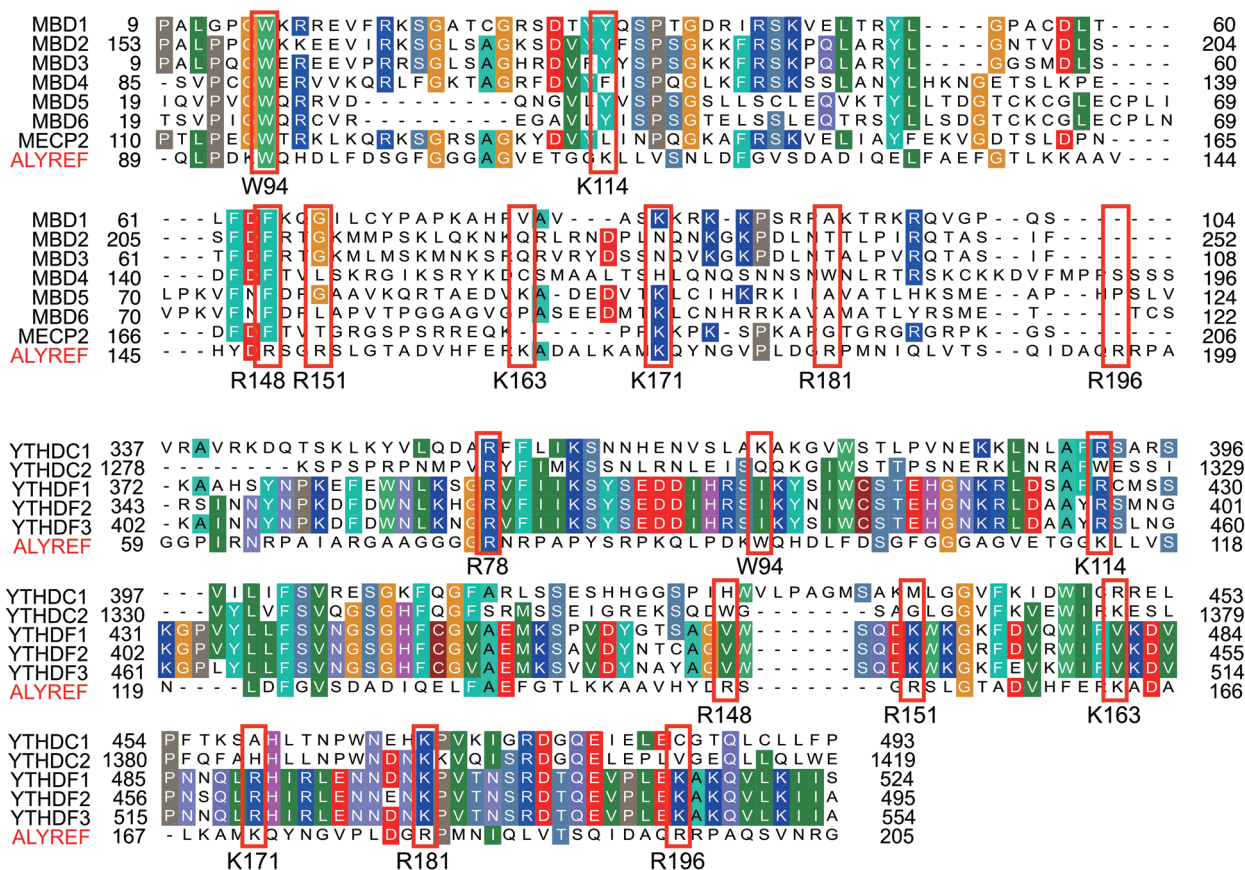 MBD1 9 PALGPGWKRREVFRKSGATCGRSDTYYQSPTGDRIRSKVELTRYL----GPACDLT---- 60
MBD2 153 PALPPGWKKEEVIRKSGLSAGKSDVYYFSPSGKKFRSKPQLARYL----GNTVDLS---- 204
MBD3 9 PALPQGWEREEVPRRSGLSAGHRDVFYYSPSGKKFRSKPQLARYL----GGSMDLS---- 60
MBD4 85 -SVPCGWERVVKQRLFGKTAGRFDVYFISPQGLKFRSKSSLANYLHKNGETSLKPE---- 139
MBD5 19 IQVPVGWQRRVD---------QNGVLYVSPSGSLLSCLEQVKTYLLTDGTCKCGLECPLI 69
MBD6 19 TSVPIGWQRCVR---------EGAVLYISPSGTELSSLEQTRSYLLSDGTCKCGLECPLN 69
MECP2 110 PTLPEGWTRKLKQRKSGRSAGKYDVYLINPQGKAFRSKVELIAYFEKVGDTSLDPN---- 165
ALYREF 89 -QLPDKWQHDLFDSGFGGGAGVETGGKLLVSNLDFGVSDADIQELFAEFGTLKKAAV---- 144
W94 K114
MBD1 61 ---LFDFKQGILCYPAPKAHRVAV---ASKKRK-KPSRPAKTRKRQVGP--QS------- 104
MBD2 205 ---SFDFRTGKMMPSKLQKNKQRLRNDPLNQNKGKPDLNTTLPIRQTAS--IF------- 252
MBD3 61 ---TFDFRTGKMLMSKMNKSRQRVRYDSSNQVKGKPDLNTALPVRQTAS--IF------- 108
MBD4 140 -----DFTVLSKRGIKSRYKDCSMAALTSHLQNQSNNSNWNLRTRSKCKKDVFMPPSSSS 196
MBD5 70 LPKVFNFDPGAAVKQRTAEDVKA-DEDVTKLCIHKRKIIAVATLHKSME--AP--HPSLV 124
MBD6 70 VPKVFNFDPLAPVTPGGAGVGPASEEDMTKLCNHRRKAVAMATLYRSME--TT----TCS
MECP2 166 ---DFDFTVTGRGSPSRREQK------PPKKPK-SPKAPGTGRGRGRPK--GS------- 206
ALYREF 145 ---HYDRSGRSLGTADVHFERKADALKAMKQYNGVPLDGRPMNIQLVTS--QIDAQRRPA 199
R148 R151 K163 K171 R181 R196
YTHDC1 337 VRAVRKDQTSKLKYVLQDARFFLIKSNNHENVSLAKAKGVWSTLPVNEKKLNLAFRSARS 396
YTHDC2 1278 --------KSPSPRPNMPVRYFIMKSSNLRNLEISQQKGIWSTTPSNERKLNRAFWESSI 1329
YTHDF1 372 -KAAHSYNPKEFEWNLKSGRVFIIKSYSEDDIHRSIKYSIWCSTEHGNKRLDSAFRCMSS 430
YTHDF2 343 -RSINNYNPKDFDWNLKHGRVFIIKSYSEDDIHRSIKYNIWCSTEHGNKRLDAAYRSMNG 401
YTHDF3 402 -KAINNYNPKDFDWNLKNGRVFIIKSYSEDDIHRSIKYNIWCSTEHGNKRLDAAYRSLNG 460
ALYREF 59 GGPIRNRPAIARGAAGGGGRNRPAPYSRPKQLPDKWQHDLFDSGFGGGAGVETGGKLLVS 118
R78 W94 K114
YTHDC1 397 ---VILIFSVRESGKFQGFARLSSESHHGGSPIHWVLPAGMSAKMLGGVFKIDWICRREL 453
YTHDC2 1330 ---VYLVFSVQGSGHFQGFSRMSSEIGREKSQDWG-------SAGLGGVFKVEWIRKESL 1379
YTHDF1 431 KGPVYLLFSVNGSGHFCGVAEMKSPVDYGTSAGVW------SQDKWKGKFDVQWIFVKDV 484
YTHDF2 402 KGPVYLLFSVNGSGHFCGVAEMKSAVDYNTCAGVW------SQDKWKGRFDVRWIFVKDV 455
YTHDF3 461 KGPLYLLFSVNGSGHFCGVAEMKSVVDYNAYAGVW------SQDKWKGKFEVKWIFVKDV 514
ALYREF 119 N----LDFGVSDADIQELFAEFGTLKKAAVHYDRS--------GRSLGTADVHFERKADA 166
R148 R151 K163
YTHDC1 454 PFTKSAHLTNPWNEHKPVKIGRDGQEIELECGTQLCLLFP 493
YTHDC2 1380 PFQFAHHLLNPWNDNKKVQISRDGQELEPLVGEQLLQLWE 1419
YTHDF1 485 PNNQLRHIRLENNDNKPVTNSRDTQEVPLEKAKQVLKIIS 524
YTHDF2 456 PNSQLRHIRLENNENKPVTNSRDTQEVPLEKAKQVLKIIA 495
YTHDF3 515 PNNQLRHIRLENNDNKPVTNSRDTQEVPLEKAKQVLKIIA 554
ALYREF 167 -LKAMKQYNGVPLDGRPMNIQLVTSQIDAQRRPAQSVNRG 205
K171 R181 R196